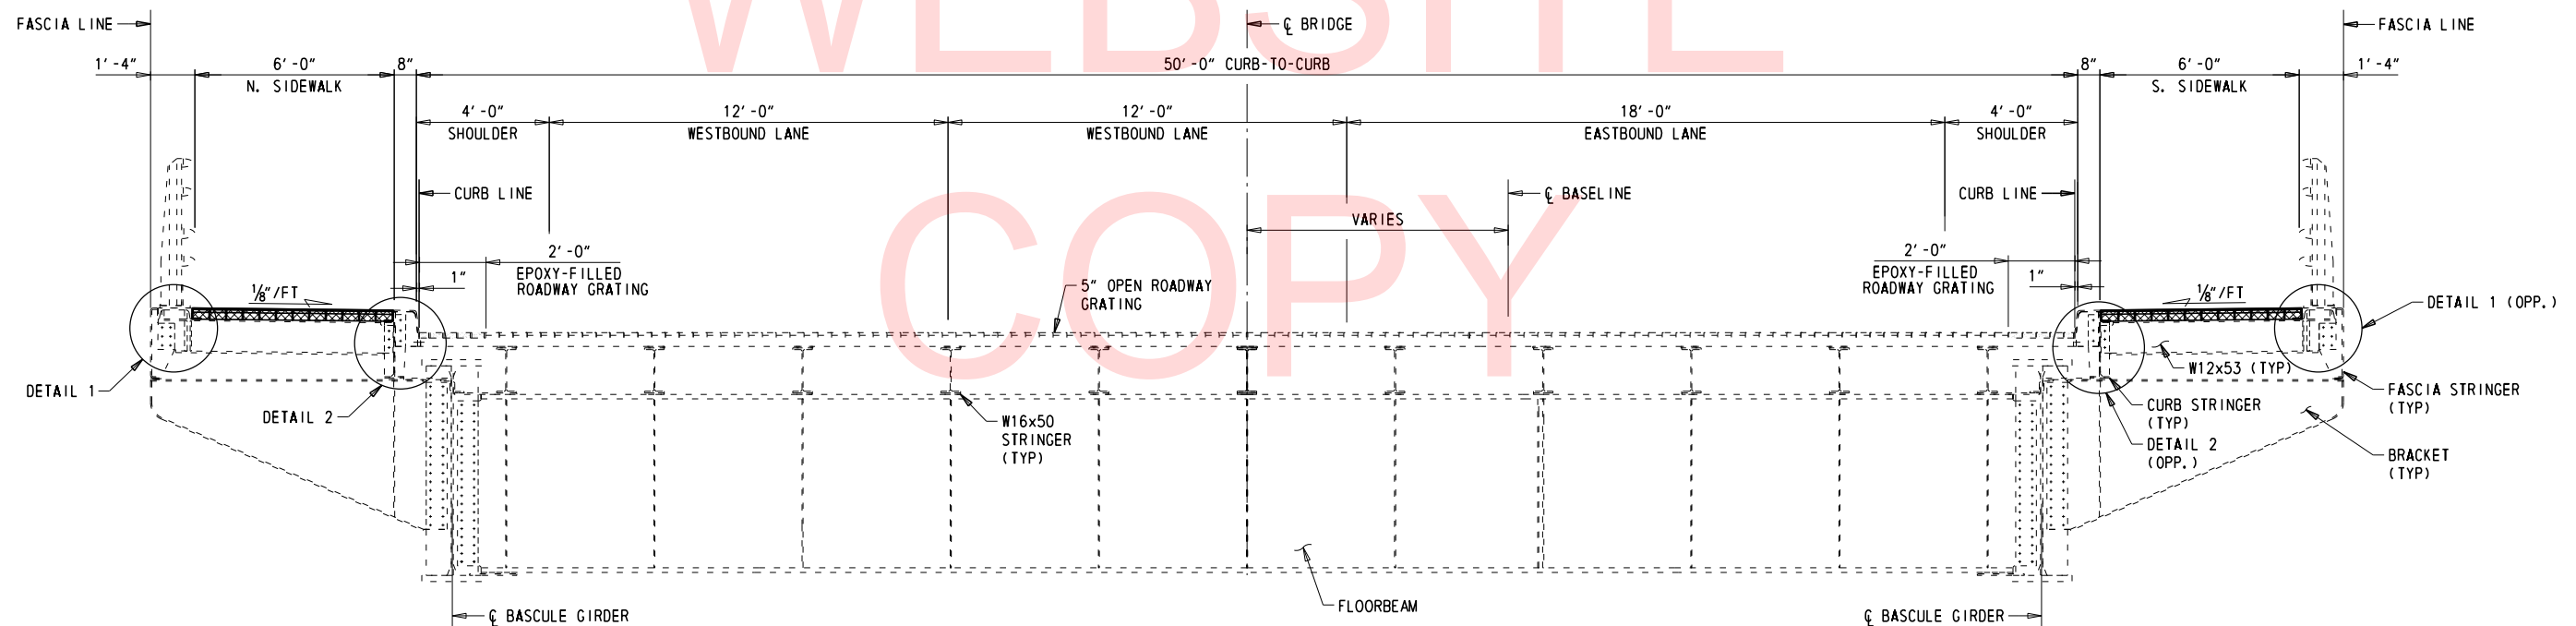 WEBSITE
COPY
FASCIA LINE
℄ BRIDGE
FASCIA LINE
1'-4"
6'-0"
8"
50'-0" CURB-TO-CURB
8"
6'-0"
1'-4"
N. SIDEWALK
S. SIDEWALK
4'-0"
12'-0"
12'-0"
18'-0"
4'-0"
SHOULDER
WESTBOUND LANE
WESTBOUND LANE
EASTBOUND LANE
SHOULDER
CURB LINE
℄ BASELINE
CURB LINE
VARIES
2'-0"
EPOXY-FILLED
ROADWAY GRATING
1"
2'-0"
EPOXY-FILLED
ROADWAY GRATING
1"
⅛"/FT
5" OPEN ROADWAY
GRATING
⅛"/FT
DETAIL 1 (OPP.)
DETAIL 1
DETAIL 2
W16x50
STRINGER
(TYP)
W12x53 (TYP)
CURB STRINGER
(TYP)
DETAIL 2
(OPP.)
FASCIA STRINGER
(TYP)
BRACKET
(TYP)
FLOORBEAM
℄ BASCULE GIRDER
℄ BASCULE GIRDER